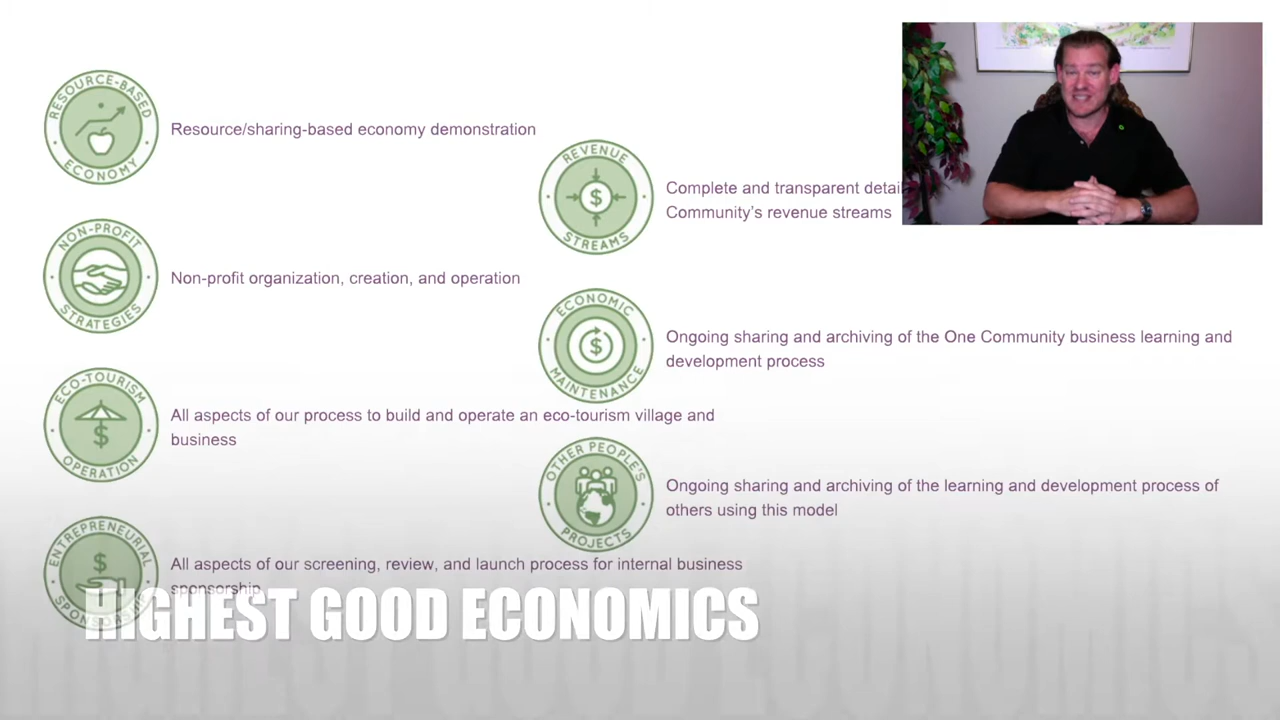 RESOURCE-BASED
ECONOMY
Resource/sharing-based economy demonstration
NON-PROFIT
STRATEGIES
Non-profit organization, creation, and operation
ECO-TOURISM
OPERATION
All aspects of our process to build and operate an eco-tourism village and
business
ENTREPRENEURIAL
SPONSORSHIP
All aspects of our screening, review, and launch process for internal business
sponsorship
REVENUE
STREAMS
Complete and transparent detai
Community's revenue streams
ECONOMIC
MAINTENANCE
Ongoing sharing and archiving of the One Community business learning and
development process
OTHER PEOPLE'S
PROJECTS
Ongoing sharing and archiving of the learning and development process of
others using this model
HIGHEST GOOD ECONOMICS